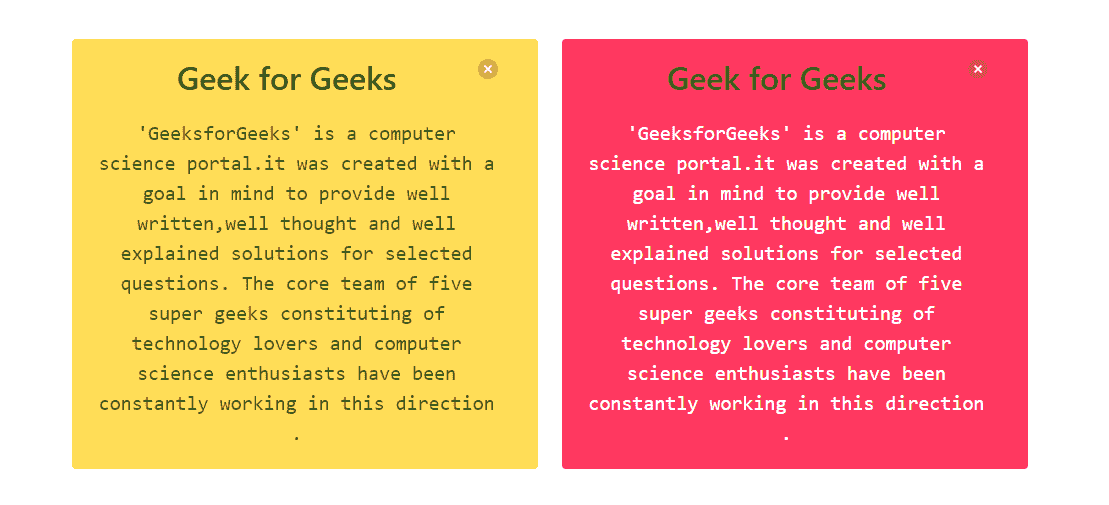 Geek for Geeks
'GeeksforGeeks' is a computer
science portal.it was created with a
goal in mind to provide well
written,well thought and well
explained solutions for selected
questions. The core team of five
super geeks constituting of
technology lovers and computer
science enthusiasts have been
constantly working in this direction
.
Geek for Geeks
'GeeksforGeeks' is a computer
science portal.it was created with a
goal in mind to provide well
written,well thought and well
explained solutions for selected
questions. The core team of five
super geeks constituting of
technology lovers and computer
science enthusiasts have been
constantly working in this direction
.